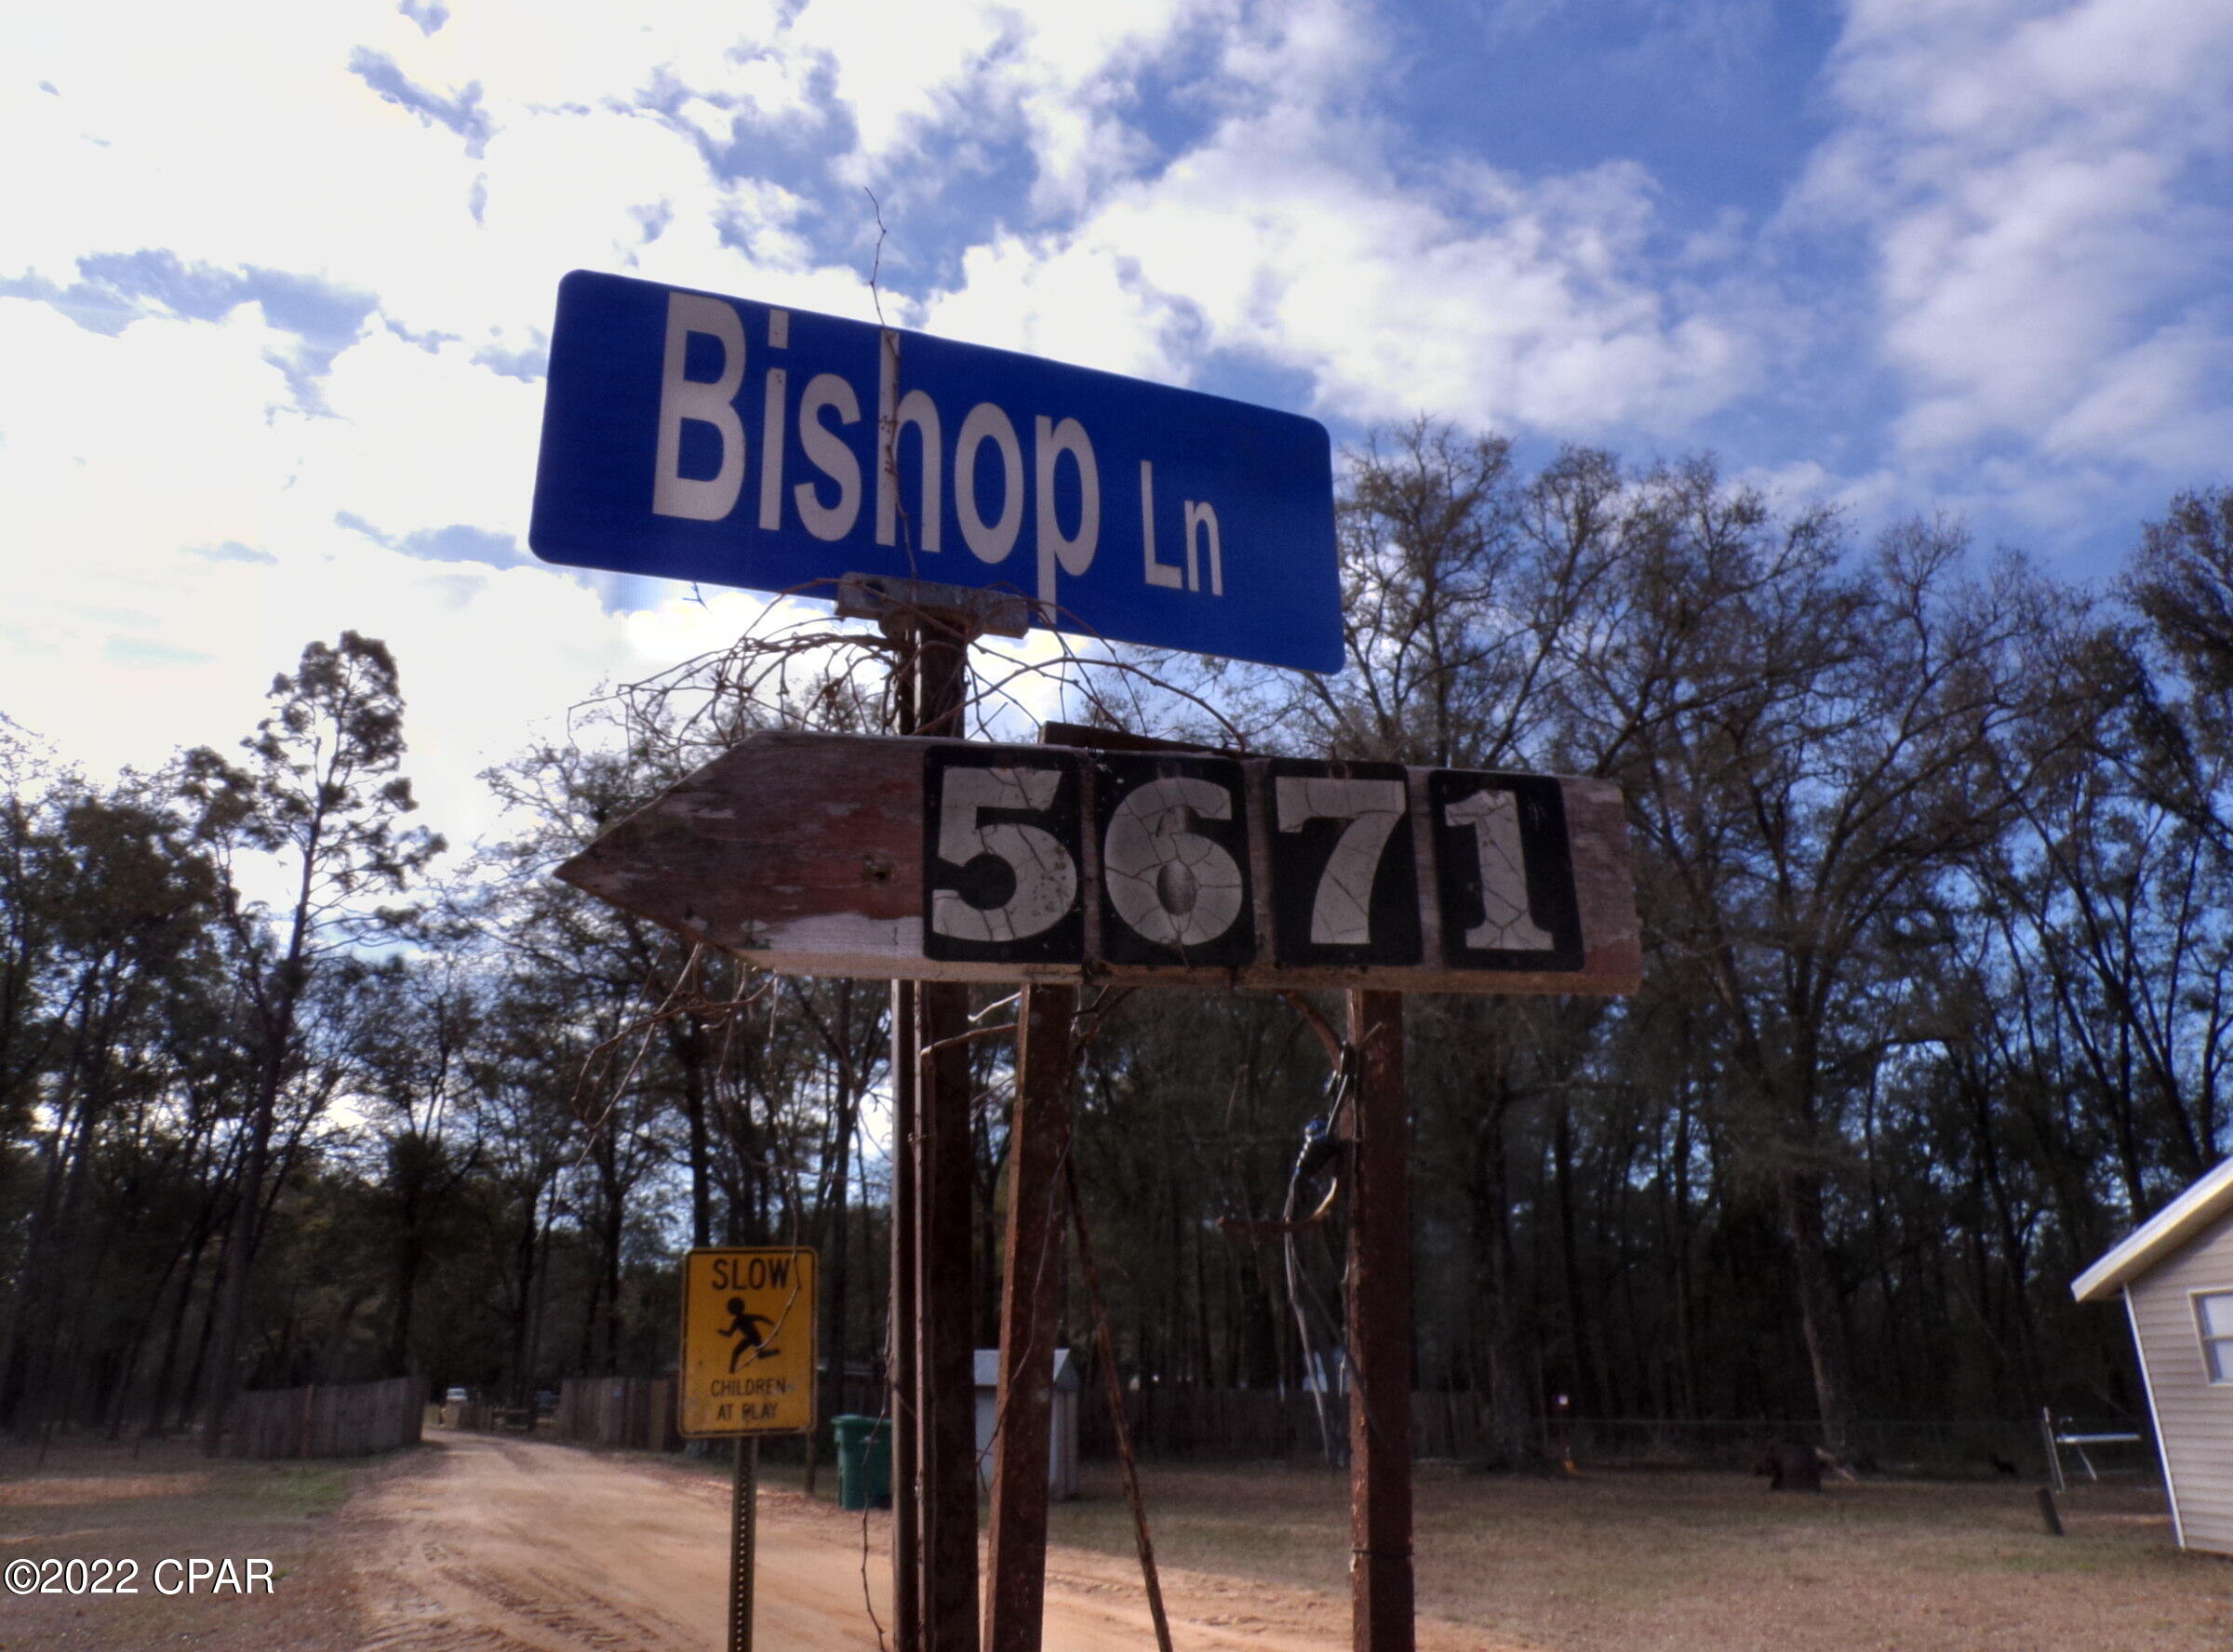 Bishop Ln
5671
SLOW
CHILDREN
AT PLAY
©2022 CPAR